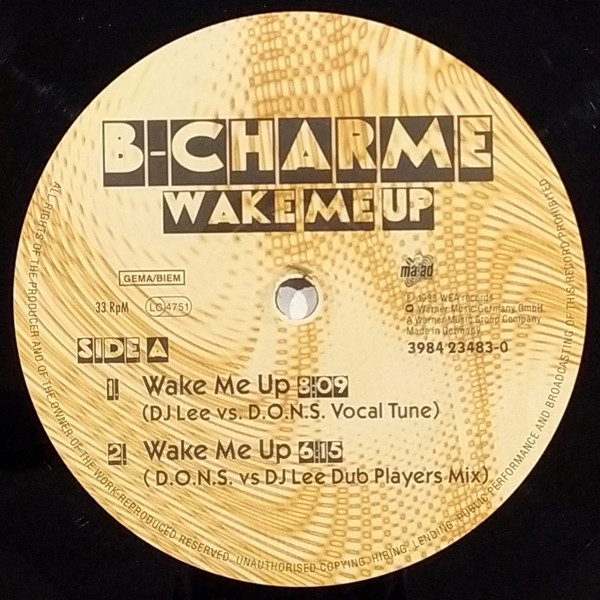 B-CHARME
WAKE ME UP
GEMA/BIEM
33 RpM
LC 4751
ma:ad
℗ 1998 WEA records
Warner Music Germany GmbH
A Warner Music Group Company
Made in Germany
3984 23483-0
SIDE A
1! Wake Me Up 8:09
(DJ Lee vs. D.O.N.S. Vocal Tune)
2! Wake Me Up 6:15
( D.O.N.S. vs DJ Lee Dub Players Mix)
ALL RIGHTS OF THE PRODUCER AND OF THE OWNER OF THE WORK REPRODUCED RESERVED. UNAUTHORISED COPYING, HIRING, LENDING, PUBLIC PERFORMANCE AND BROADCASTING OF THIS RECORD PROHIBITED